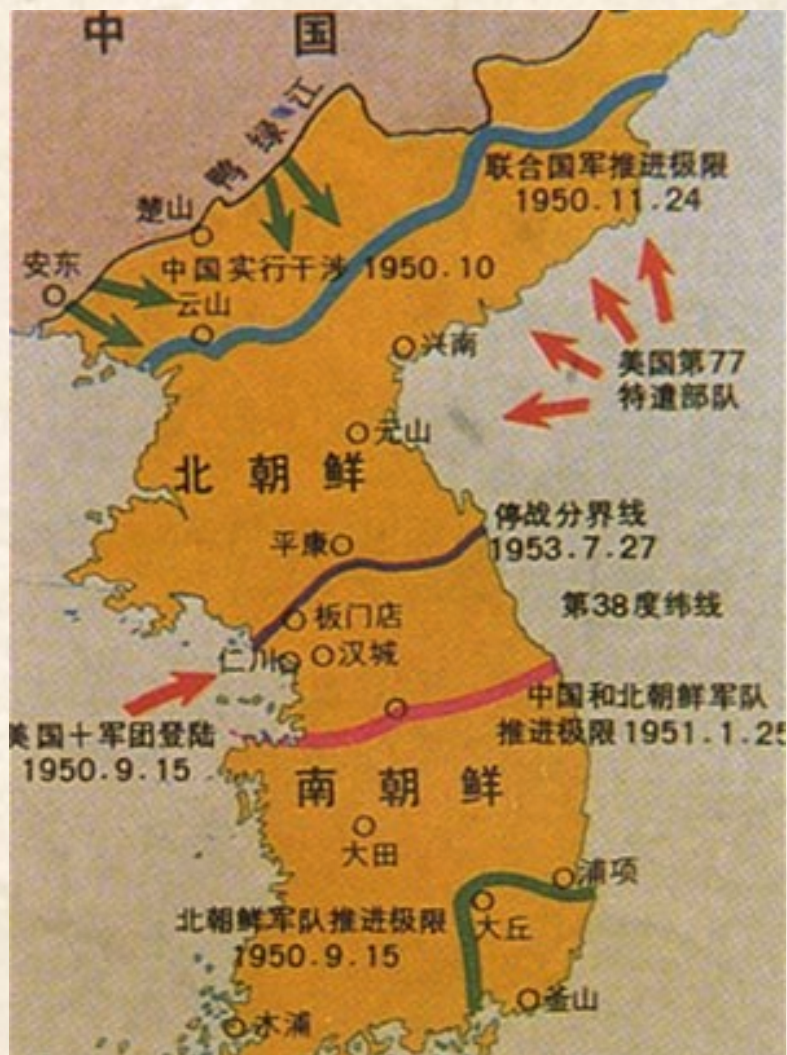 中国
鸭绿江
联合国军推进极限
1950.11.24
楚山
安东
中国实行干涉 1950.10
云山
兴南
美国第77
特遣部队
元山
北朝鲜
停战分界线
1953.7.27
平康
第38度纬线
板门店
仁川
汉城
中国和北朝鲜军队
推进极限1951.1.25
美国十军团登陆
1950.9.15
南朝鲜
大田
浦项
北朝鲜军队推进极限
1950.9.15
大丘
釜山
木浦